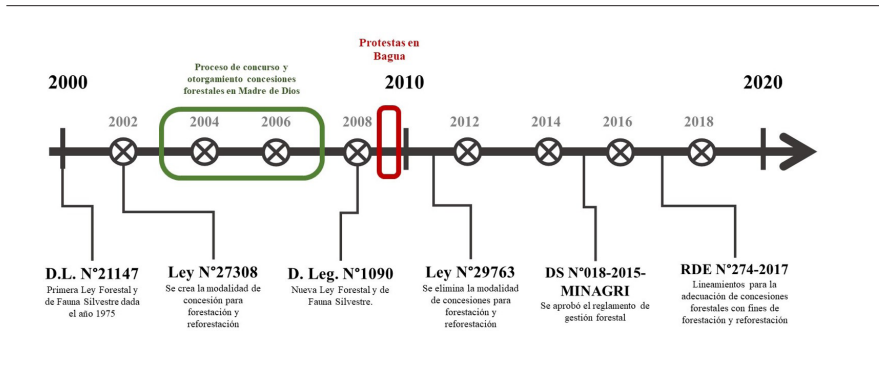 Protestas en
Bagua
Proceso de concurso y
otorgamiento concesiones
forestales en Madre de Dios
2000
2010
2020
2002
2004
2006
2008
2012
2014
2016
2018
D.L. N°21147
Primera Ley Forestal y
de Fauna Silvestre dada
el año 1975
Ley N°27308
Se crea la modalidad de
concesión para
forestación y
reforestación
D. Leg. N°1090
Nueva Ley Forestal y de
Fauna Silvestre.
Ley N°29763
Se elimina la modalidad
de concesiones para
forestación y
reforestación
DS N°018-2015-
MINAGRI
Se aprobó el reglamento de
gestión forestal
RDE N°274-2017
Lineamientos para la
adecuación de concesiones
forestales con fines de
forestación y reforestación